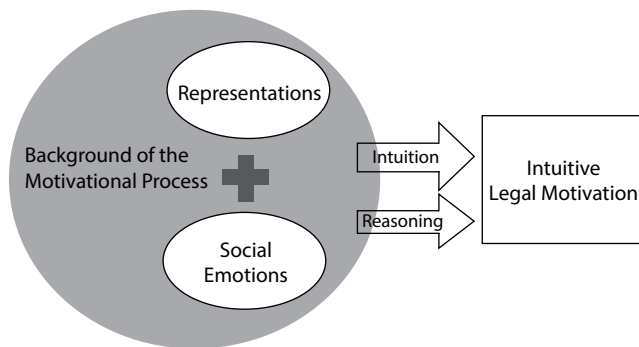 Representations
Background of the
Motivational Process
Social
Emotions
Intuition
Reasoning
Intuitive
Legal Motivation